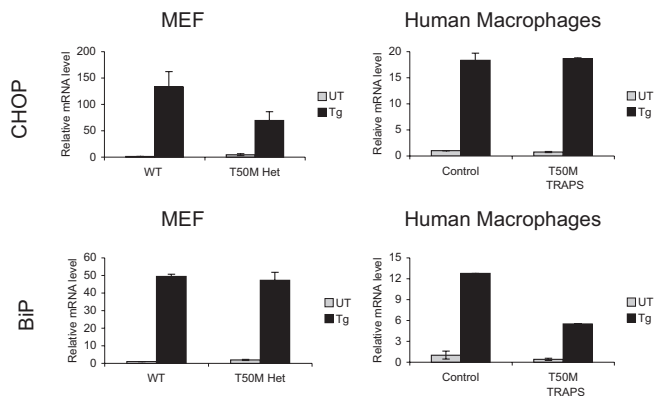 MEF
Human Macrophages
CHOP
Relative mRNA level
200
150
100
50
0
WT
T50M Het
UT
Tg
Relaive mRNA level
20
15
10
5
0
Control
T50M
TRAPS
UT
Tg
MEF
Human Macrophages
BiP
Relative mRNA level
60
50
40
30
20
10
0
WT
T50M Het
UT
Tg
Relative mRNA level
15
12
9
6
3
0
Control
T50M
TRAPS
UT
Tg